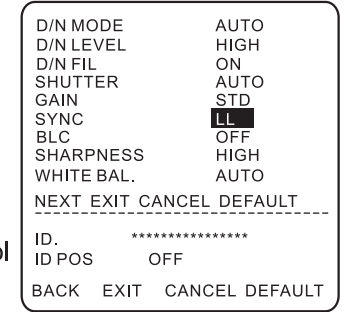 D/N MODE AUTO
D/N LEVEL HIGH
D/N FIL ON
SHUTTER AUTO
GAIN STD
SYNC LL
BLC OFF
SHARPNESS HIGH
WHITE BAL. AUTO
NEXT EXIT CANCEL DEFAULT
ID. ****************
ID POS OFF
BACK EXIT CANCEL DEFAULT